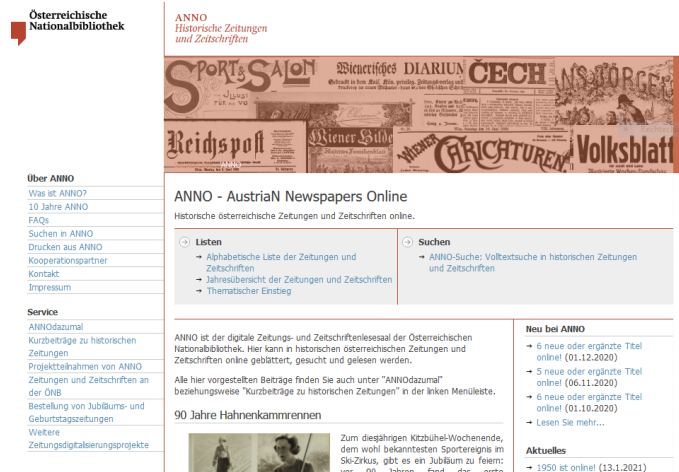 Österreichische
Nationalbibliothek
ANNO
Historische Zeitungen
und Zeitschriften
SPORT & SALON
Wienerisches DIARIUM
ČECH
HANS JÖRGEL
Reichspost
Wiener Bilder
WIENER CARICATUREN
Volksblatt
ANNO
Über ANNO
Was ist ANNO?
10 Jahre ANNO
FAQs
Suchen in ANNO
Drucken aus ANNO
Kooperationspartner
Kontakt
Impressum
Service
ANNOdazumal
Kurzbeiträge zu historischen
Zeitungen
Projektteilnahmen von ANNO
Zeitungen und Zeitschriften an
der ÖNB
Bestellung von Jubiläums- und
Geburtstagszeitungen
Weitere
Zeitungsdigitalisierungsprojekte
ANNO - AustriaN Newspapers Online
Historische österreichische Zeitungen und Zeitschriften online.
Listen
→ Alphabetische Liste der Zeitungen und
Zeitschriften
→ Jahresübersicht der Zeitungen und Zeitschriften
→ Thematischer Einstieg
Suchen
→ ANNO-Suche: Volltextsuche in historischen Zeitungen
und Zeitschriften
ANNO ist der digitale Zeitungs- und Zeitschriftenlesesaal der Österreichischen
Nationalbibliothek. Hier kann in historischen österreichischen Zeitungen und
Zeitschriften online geblättert, gesucht und gelesen werden.
Alle hier vorgestellten Beiträge finden Sie auch unter "ANNOdazumal"
beziehungsweise "Kurzbeiträge zu historischen Zeitungen" in der linken Menüleiste.
90 Jahre Hahnenkammrennen
Zum diesjährigen Kitzbühel-Wochenende,
dem wohl bekanntesten Sportereignis im
Ski-Zirkus, gibt es ein Jubiläum zu feiern:
vor 90 Jahren fand das erste
Neu bei ANNO
→ 6 neue oder ergänzte Titel
online! (01.12.2020)
→ 5 neue oder ergänzte Titel
online! (06.11.2020)
→ 6 neue oder ergänzte Titel
online! (01.10.2020)
→ Lesen Sie mehr...
Aktuelles
→ 1950 ist online! (13.1.2021)